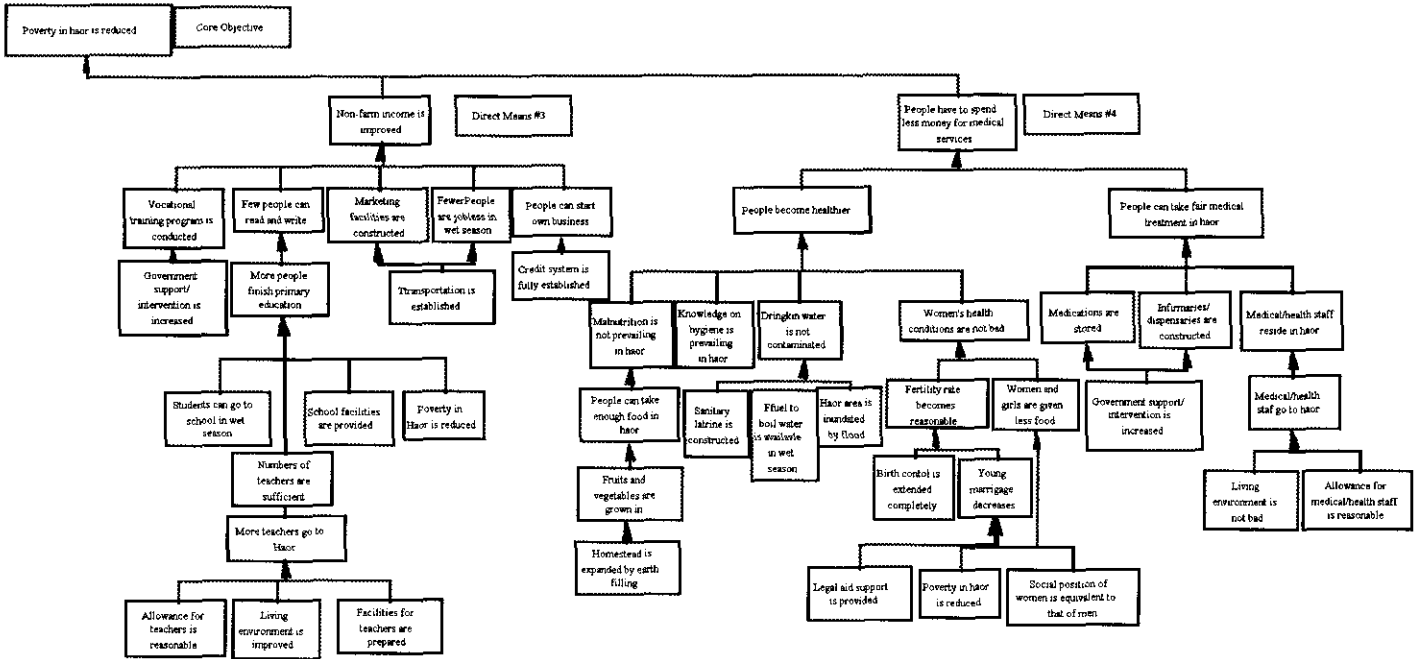 Poverty in haor is reduced
Core Objective
Non-farm income is
improved
Direct Means #3
People have to spend
less money for medical
services
Direct Means #4
Vocational
training program is
conducted
Few people can
read and write
Marketing
facilities are
constructed
FewerPeople
are jobless in
wet season
People can start
own business
People become healthier
People can take fair medical
treatment in haor
Government
support/
intervention is
increased
More people
finish primary
education
Ttransportation is
established
Credit system is
fully established
Malnutrition is
not prevailing
in haor
Knowledge on
hygiene is
prevailing
in haor
Dringkin water
is not
contaminated
Women's health
conditions are not bad
Medications are
stored
Infirmaries/
dispensaries are
constructed
Medical/health staff
reside in haor
Students can go to
school in wet
season
School facilities
are provided
Poverty in
Haor is reduced
People can take
enough food in
haor
Sanitary
latrine is
constructed
Ffuel to
boil water
is available
in wet
season
Haor area is
inundated
by flood
Fertility rate
becomes
reasonable
Women and
girls are given
less food
Government support/
intervention is
increased
Medical/health
staf go to haor
Numbers of
teachers are
sufficient
Fruits and
vegetables are
grown in
Birth contol is
extended
completely
Young
marrigage
decreases
Living
environment is
not bad
Allowance for
medical/health staff
is reasonable
More teachers go to
Haor
Homestead is
expanded by earth
filling
Legal aid support
is provided
Poverty in haor
is reduced
Social position of
women is equivalent to
that of men
Allowance for
teachers is
reasonable
Living
environment is
improved
Facilities for
teachers are
prepared